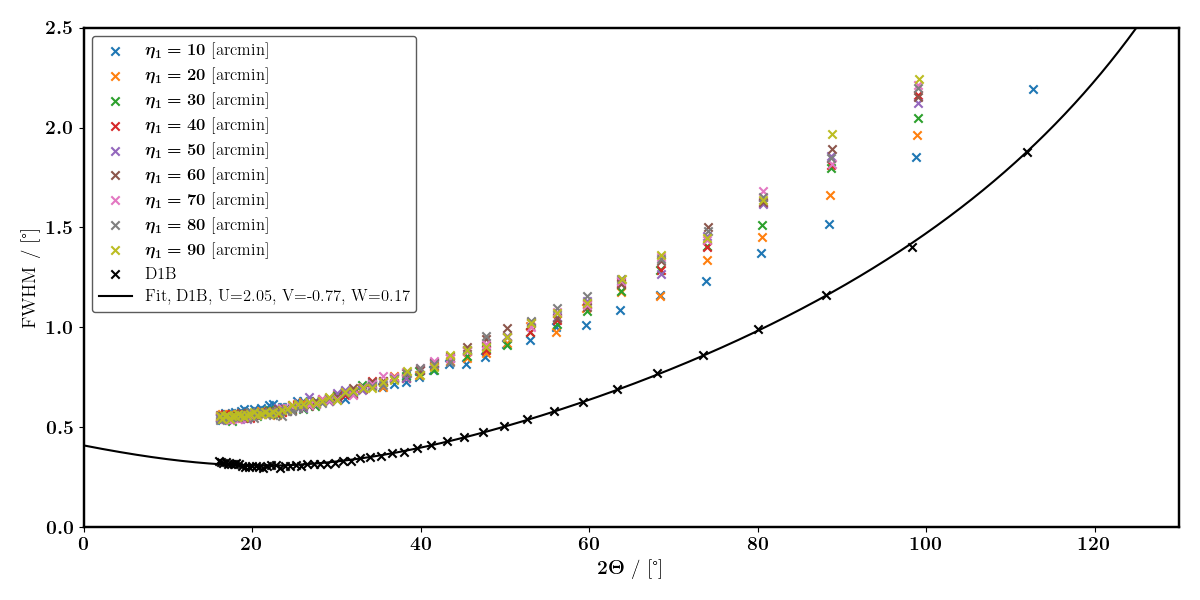 2.5
2.0
1.5
1.0
0.5
0.0
FWHM / [°]
η₁ = 10 [arcmin]
η₁ = 20 [arcmin]
η₁ = 30 [arcmin]
η₁ = 40 [arcmin]
η₁ = 50 [arcmin]
η₁ = 60 [arcmin]
η₁ = 70 [arcmin]
η₁ = 80 [arcmin]
η₁ = 90 [arcmin]
D1B
Fit, D1B, U=2.05, V=-0.77, W=0.17
0 20 40 60 80 100 120
2Θ / [°]